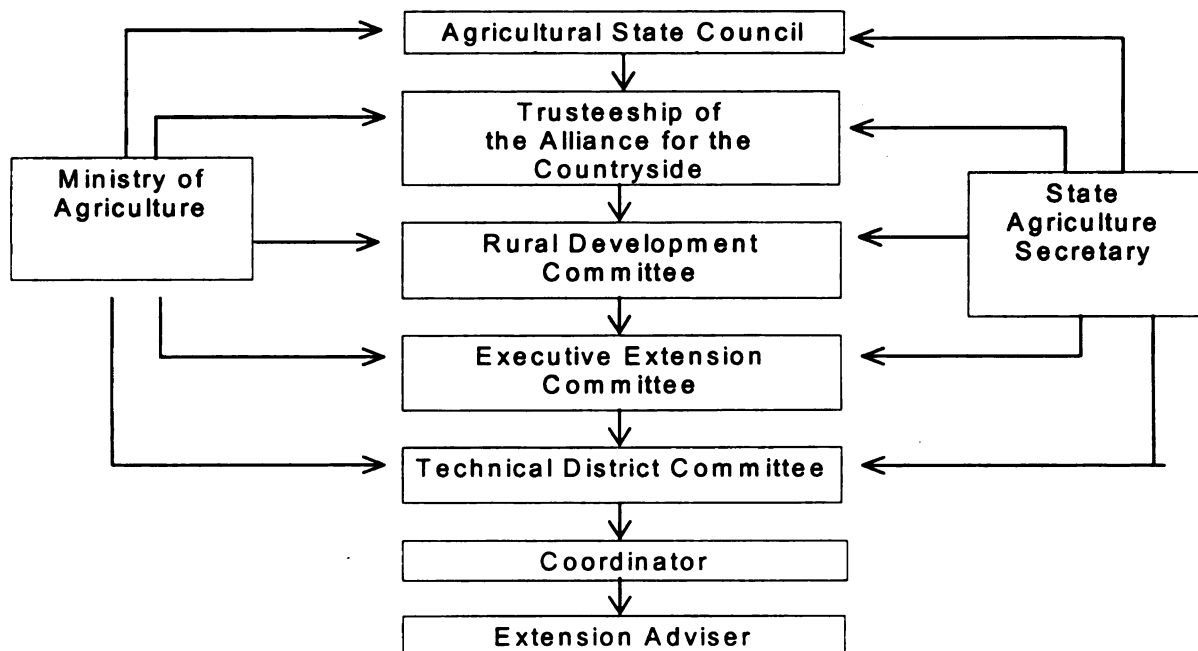 Agricultural State Council
Trusteeship of
the Alliance for the
Countryside
Ministry of
Agriculture
State
Agriculture
Secretary
Rural Development
Committee
Executive Extension
Committee
Technical District Committee
Coordinator
Extension Adviser